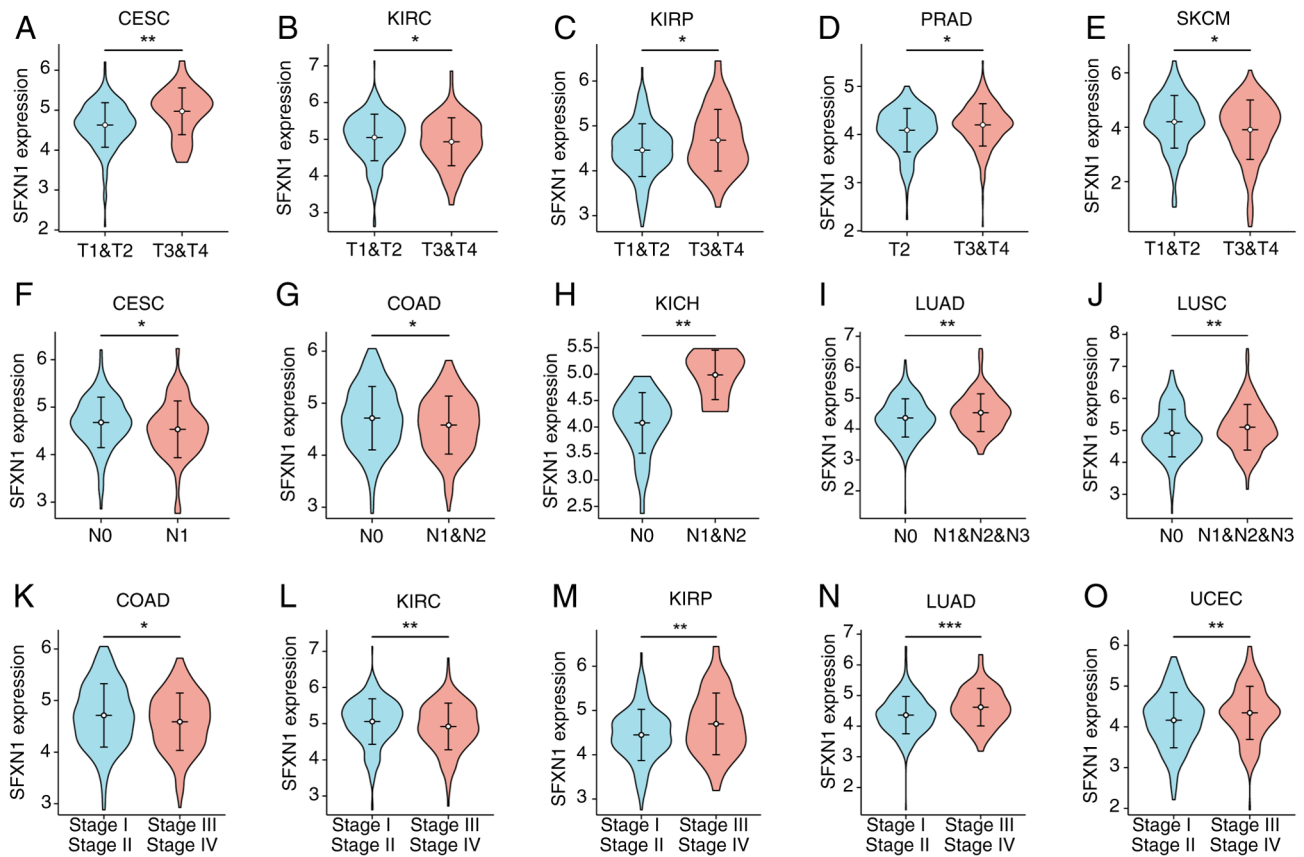 A
CESC
**
SFXN1 expression
6
5
4
3
2
T1&T2
T3&T4
B
KIRC
*
SFXN1 expression
7
6
5
4
3
T1&T2
T3&T4
C
KIRP
*
SFXN1 expression
6
5
4
3
T1&T2
T3&T4
D
PRAD
*
SFXN1 expression
5
4
3
2
T2
T3&T4
E
SKCM
*
SFXN1 expression
6
4
2
T1&T2
T3&T4
F
CESC
*
SFXN1 expression
6
5
4
3
N0
N1
G
COAD
*
SFXN1 expression
6
5
4
3
N0
N1&N2
H
KICH
**
SFXN1 expression
5.5
5.0
4.0
3.0
2.5
N0
N1&N2
I
LUAD
**
SFXN1 expression
7
6
5
4
3
2
N0
N1&N2&N3
J
LUSC
**
SFXN1 expression
8
7
6
5
4
3
N0
N1&N2&N3
K
COAD
*
SFXN1 expression
6
5
4
3
Stage I
Stage II
Stage III
Stage IV
L
KIRC
**
SFXN1 expression
7
6
5
4
3
Stage I
Stage II
Stage III
Stage IV
M
KIRP
**
SFXN1 expression
6
5
4
3
Stage I
Stage II
Stage III
Stage IV
N
LUAD
***
SFXN1 expression
7
6
5
4
3
2
Stage I
Stage II
Stage III
Stage IV
O
UCEC
**
SFXN1 expression
6
5
4
3
2
Stage I
Stage II
Stage III
Stage IV